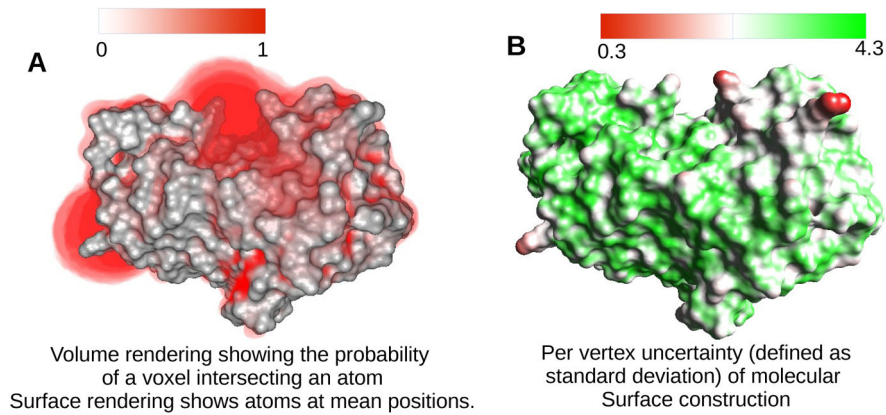 0 1
A
Volume rendering showing the probability
of a voxel intersecting an atom
Surface rendering shows atoms at mean positions.
B
0.3 4.3
Per vertex uncertainty (defined as
standard deviation) of molecular
Surface construction